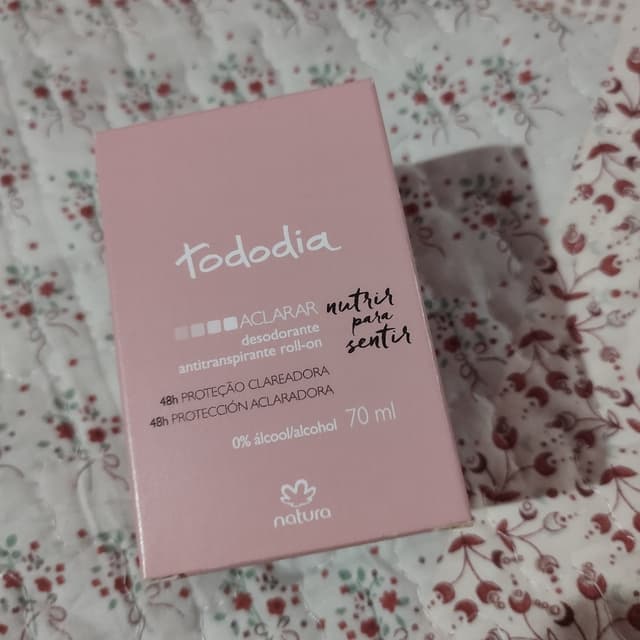 tododia
ACLARAR
desodorante
antitranspirante roll-on
nutrir
para
sentir
48h PROTEÇÃO CLAREADORA
48h PROTECCIÓN ACLARADORA
0% álcool/alcohol 70 ml
natura